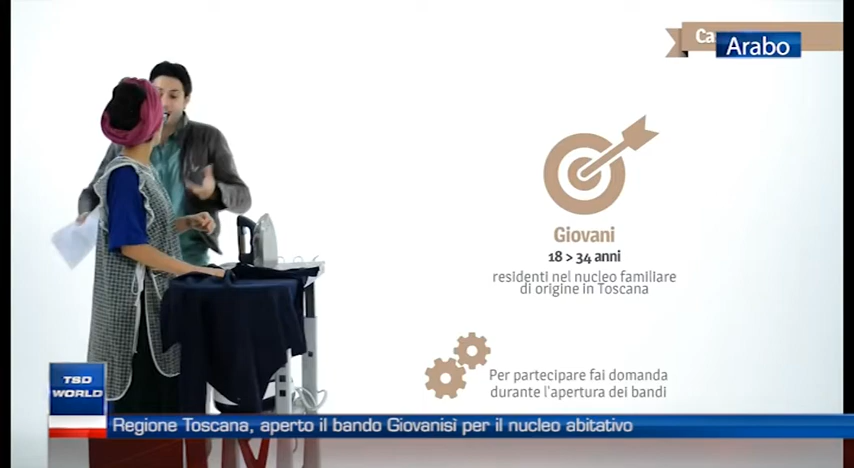 Ca
Arabo
Giovani
18 > 34 anni
residenti nel nucleo familiare
di origine in Toscana
Per partecipare fai domanda
durante l'apertura dei bandi
TSD
WORLD
Regione Toscana, aperto il bando Giovanisì per il nucleo abitativo